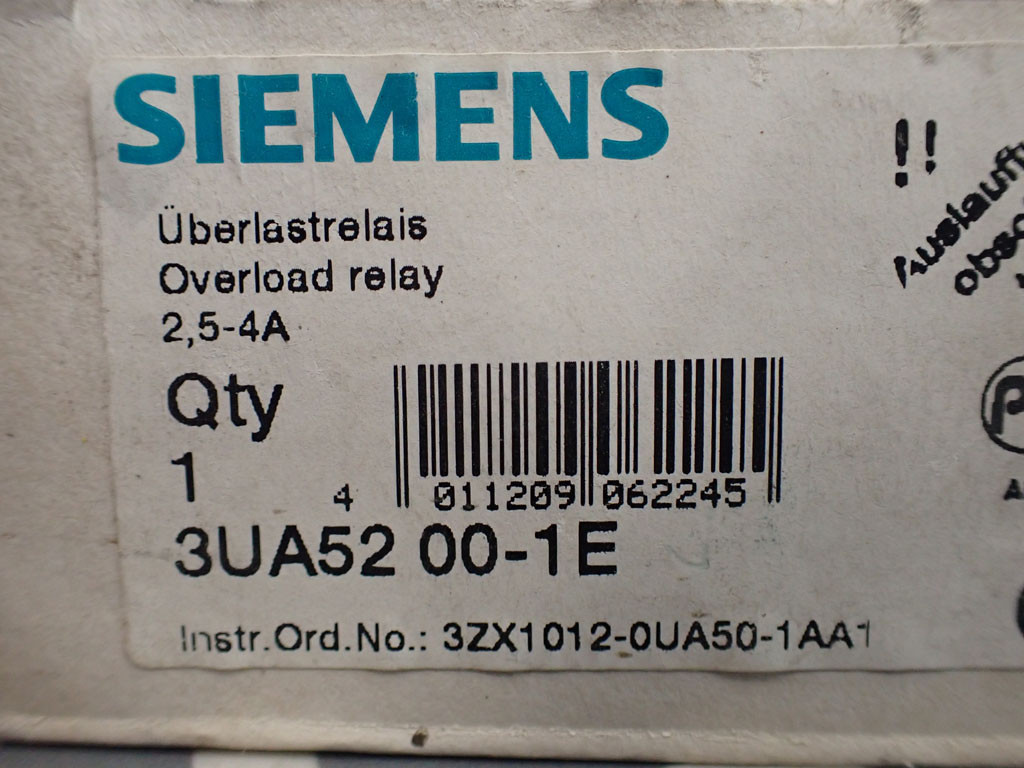 SIEMENS
!!
Überlastrelais
Overload relay
2,5-4A
Qty
1
4 011209 062245
3UA52 00-1E
Instr.Ord.No.: 3ZX1012-0UA50-1AA1